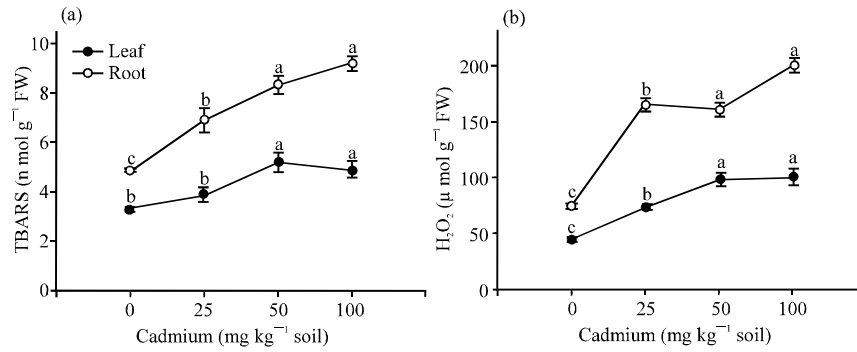 (a)
10
8
6
4
2
0
TBARS (n mol g⁻¹ FW)
Leaf
Root
c
b
a
a
b
b
a
a
0 25 50 100
Cadmium (mg kg⁻¹ soil)
(b)
200
150
100
50
0
H₂O₂ (μ mol g⁻¹ FW)
c
b
b
a
c
b
a
a
0 25 50 100
Cadmium (mg kg⁻¹ soil)